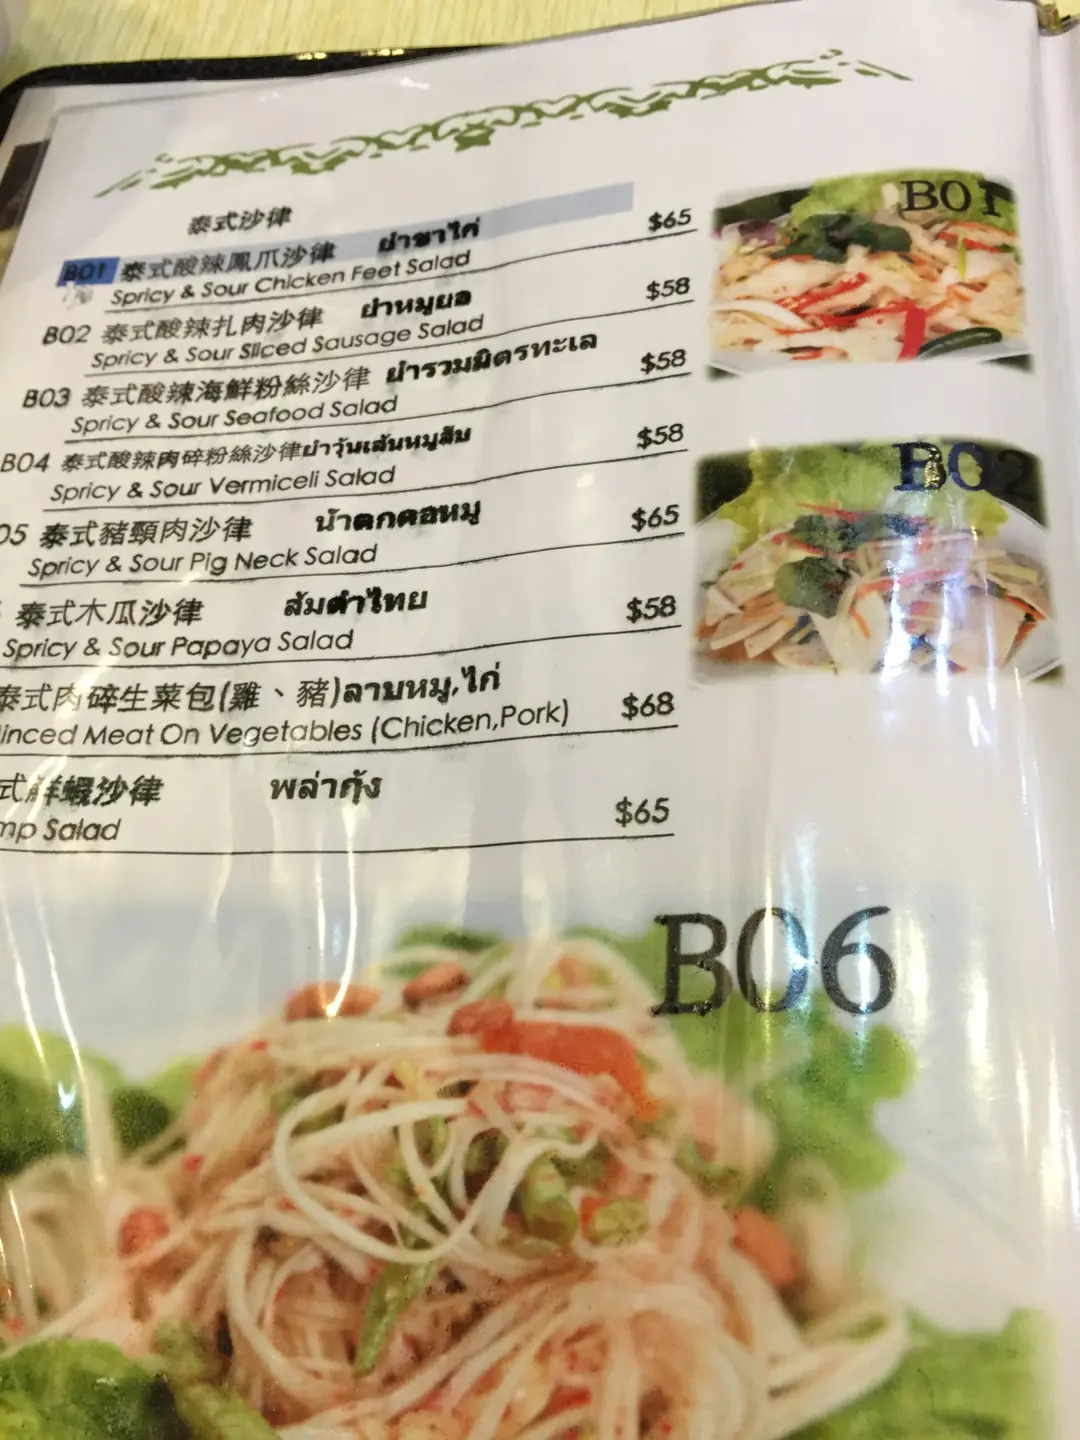 泰式沙律
B01 泰式酸辣鳳爪沙律 ยำขาไก่ $65
Spricy & Sour Chicken Feet Salad
B02 泰式酸辣扎肉沙律 ยำหมูยอ $58
Spricy & Sour Sliced Sausage Salad
B03 泰式酸辣海鮮粉絲沙律 ยำรวมมิตรทะเล $58
Spricy & Sour Seafood Salad
B04 泰式酸辣肉碎粉絲沙律 ยำวุ้นเส้นหมูสับ $58
Spricy & Sour Vermiceli Salad
05 泰式豬頸肉沙律 น้ำตกคอหมู $65
Spricy & Sour Pig Neck Salad
泰式木瓜沙律 ส้มตำไทย $58
Spricy & Sour Papaya Salad
泰式肉碎生菜包(雞、豬)ลาบหมู,ไก่
inced Meat On Vegetables (Chicken,Pork) $68
式鮮蝦沙律 พล่ากุ้ง
mp Salad $65
B01
B02
B06